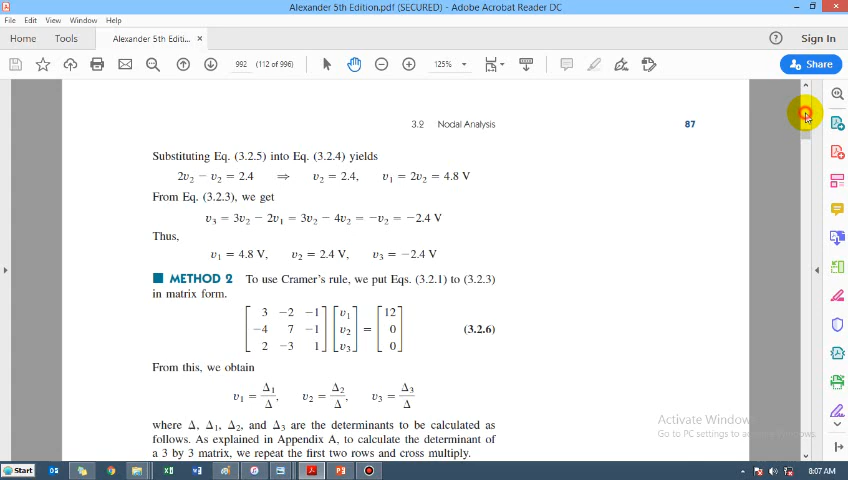 Alexander 5th Edition.pdf (SECURED) - Adobe Acrobat Reader DC
File Edit View Window Help
Home Tools Alexander 5th Editi... × Sign In
992 (112 of 996) 125% Share
3.2 Nodal Analysis 87
Substituting Eq. (3.2.5) into Eq. (3.2.4) yields
2v₂ − v₂ = 2.4 ⇒ v₂ = 2.4, v₁ = 2v₂ = 4.8 V
From Eq. (3.2.3), we get
v₃ = 3v₂ − 2v₁ = 3v₂ − 4v₂ = −v₂ = −2.4 V
Thus,
v₁ = 4.8 V, v₂ = 2.4 V, v₃ = −2.4 V
■ METHOD 2 To use Cramer's rule, we put Eqs. (3.2.1) to (3.2.3)
in matrix form.
3 −2 −1 v₁ 12
−4 7 −1 v₂ = 0 (3.2.6)
2 −3 1 v₃ 0
From this, we obtain
v₁ = Δ₁/Δ, v₂ = Δ₂/Δ, v₃ = Δ₃/Δ
where Δ, Δ₁, Δ₂, and Δ₃ are the determinants to be calculated as
follows. As explained in Appendix A, to calculate the determinant of
a 3 by 3 matrix, we repeat the first two rows and cross multiply.
Activate Windows
Go to PC settings to activate Windows.
Start 8:07 AM